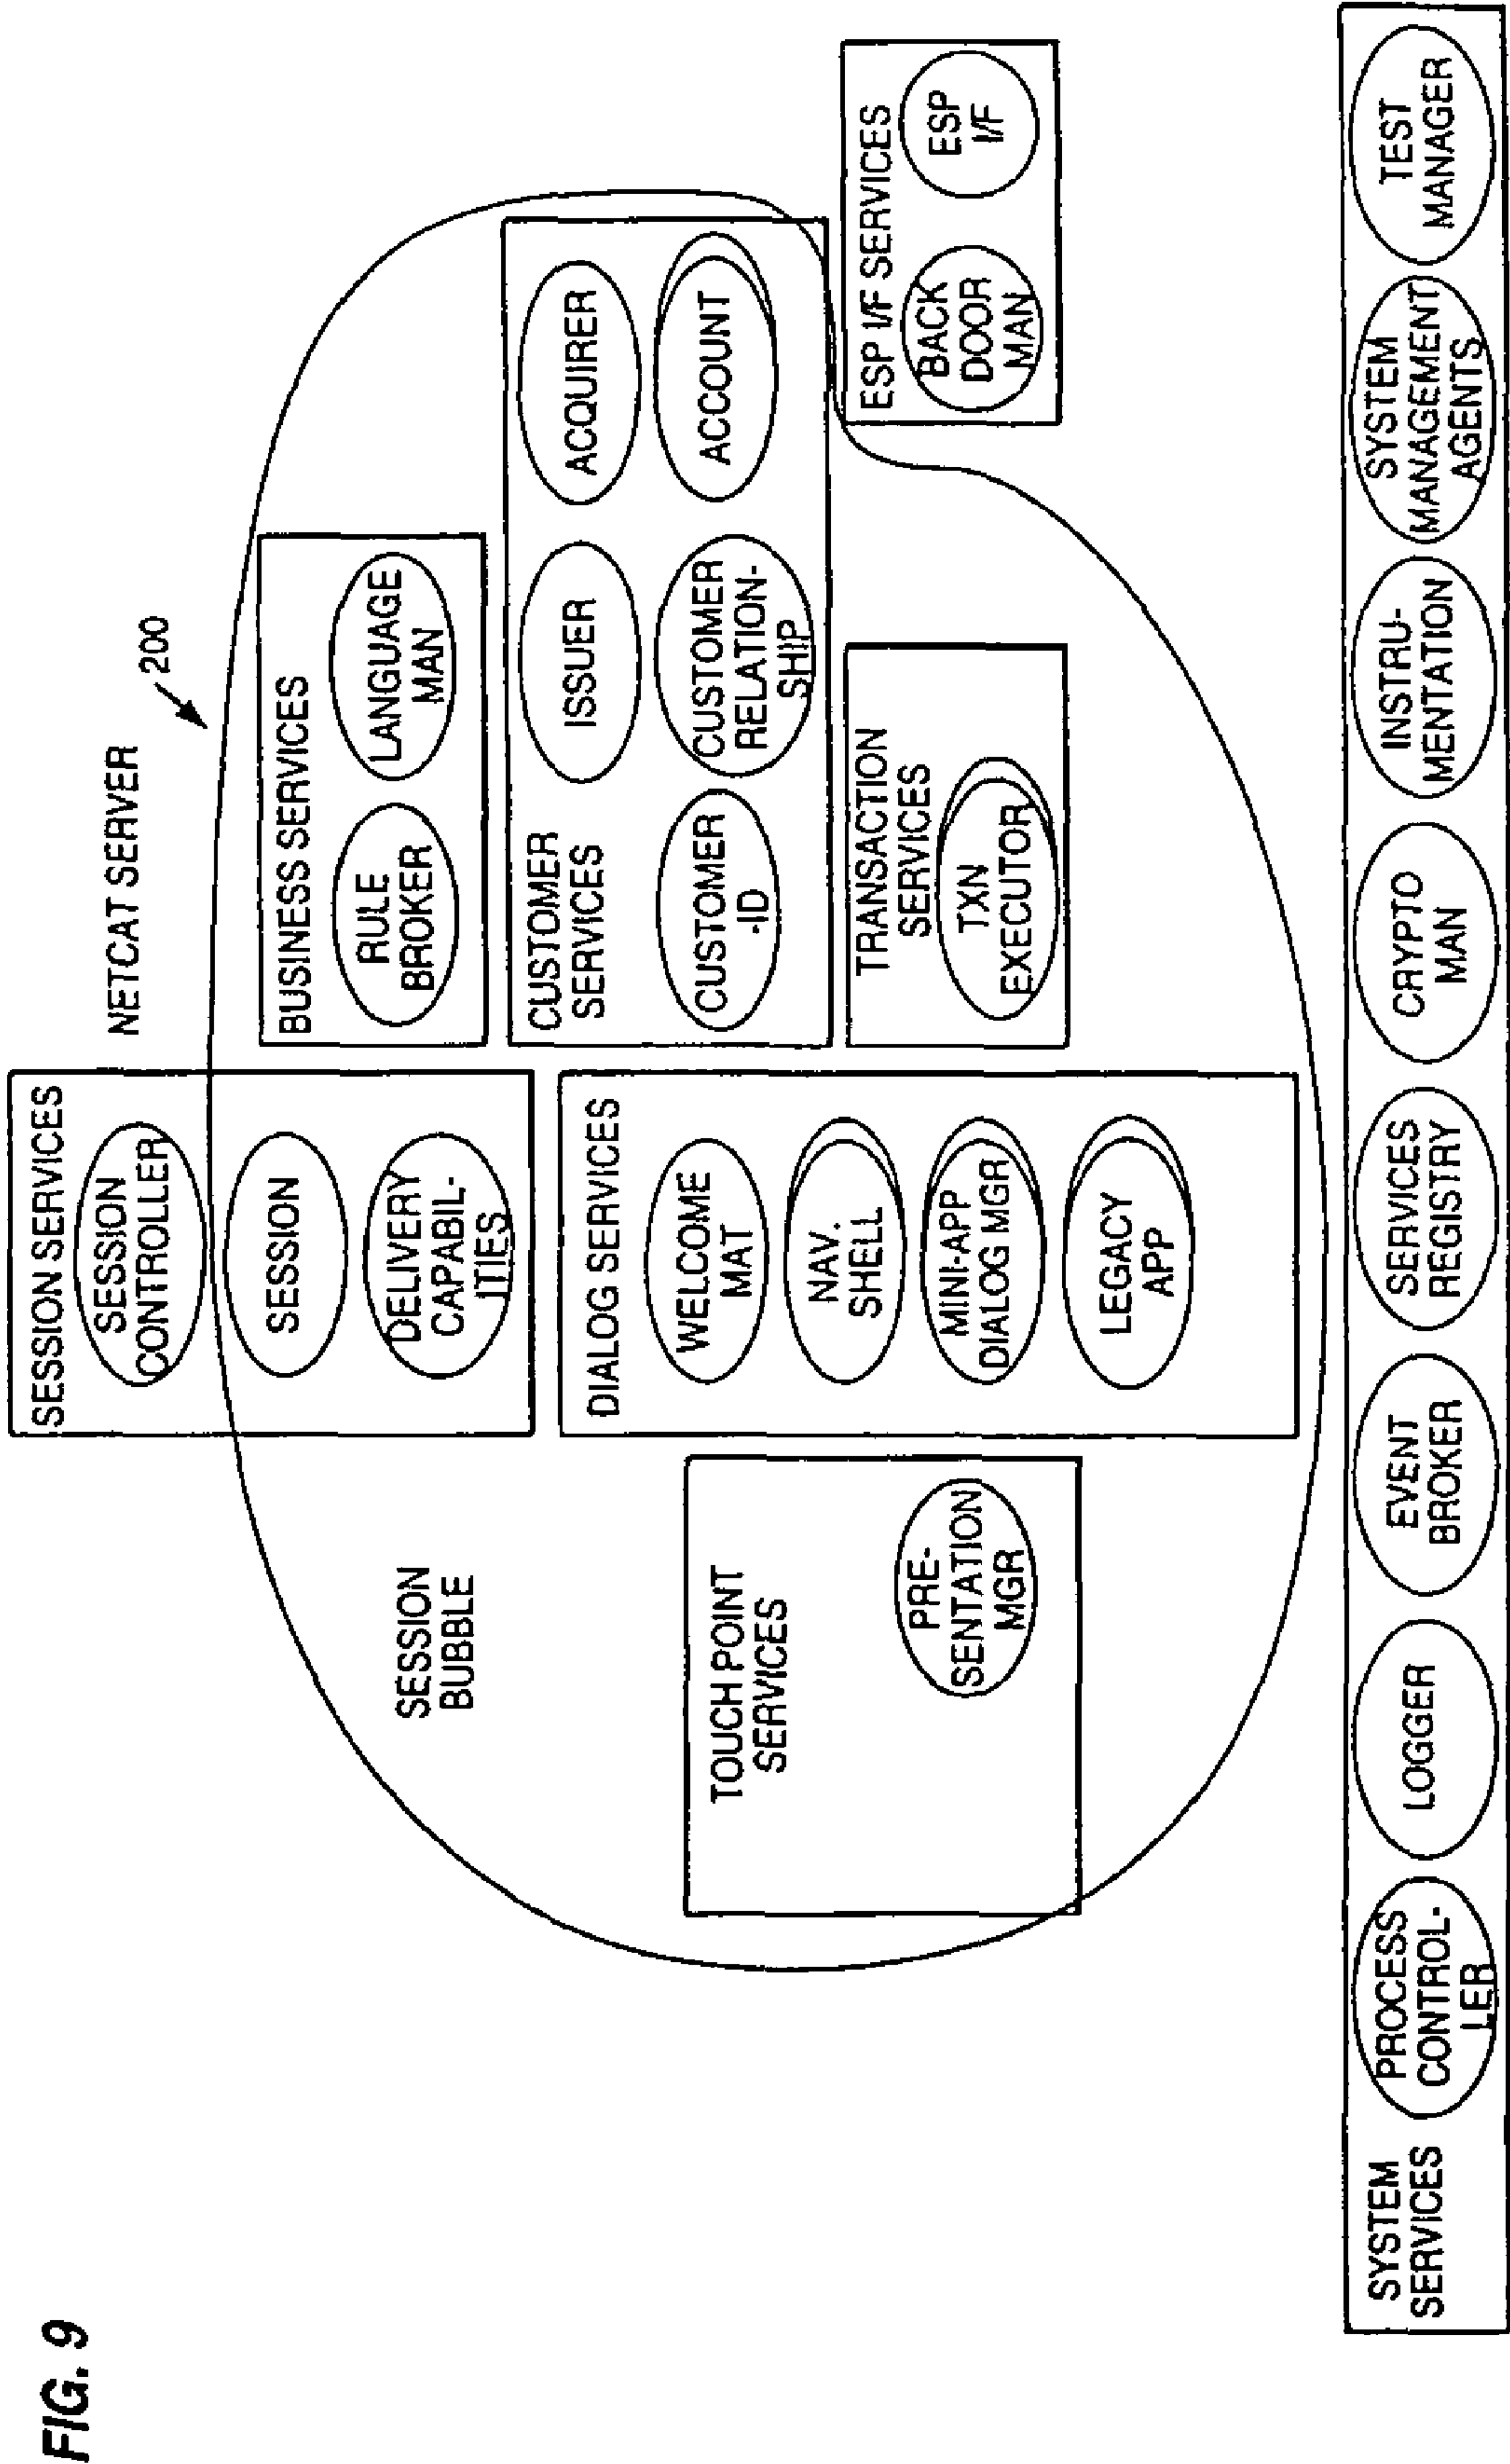 FIG. 9
NETCAT SERVER
200
SESSION SERVICES
SESSION
CONTROLLER
SESSION
DELIVERY
CAPABIL-
ITIES
SESSION
BUBBLE
BUSINESS SERVICES
RULE
BROKER
LANGUAGE
MAN
CUSTOMER
SERVICES
ISSUER
ACQUIRER
CUSTOMER
-ID
CUSTOMER
RELATION-
SHIP
ACCOUNT
TOUCH POINT
SERVICES
PRE-
SENTATION
MGR
DIALOG SERVICES
WELCOME
MAT
NAV.
SHELL
MINI-APP
DIALOG MGR
LEGACY
APP
TRANSACTION
SERVICES
TXN
EXECUTOR
ESP I/F SERVICES
BACK
DOOR
MAN
ESP
I/F
SYSTEM
SERVICES
PROCESS
CONTROL-
LER
LOGGER
EVENT
BROKER
SERVICES
REGISTRY
CRYPTO
MAN
INSTRU-
MENTATION
SYSTEM
MANAGEMENT
AGENTS
TEST
MANAGER